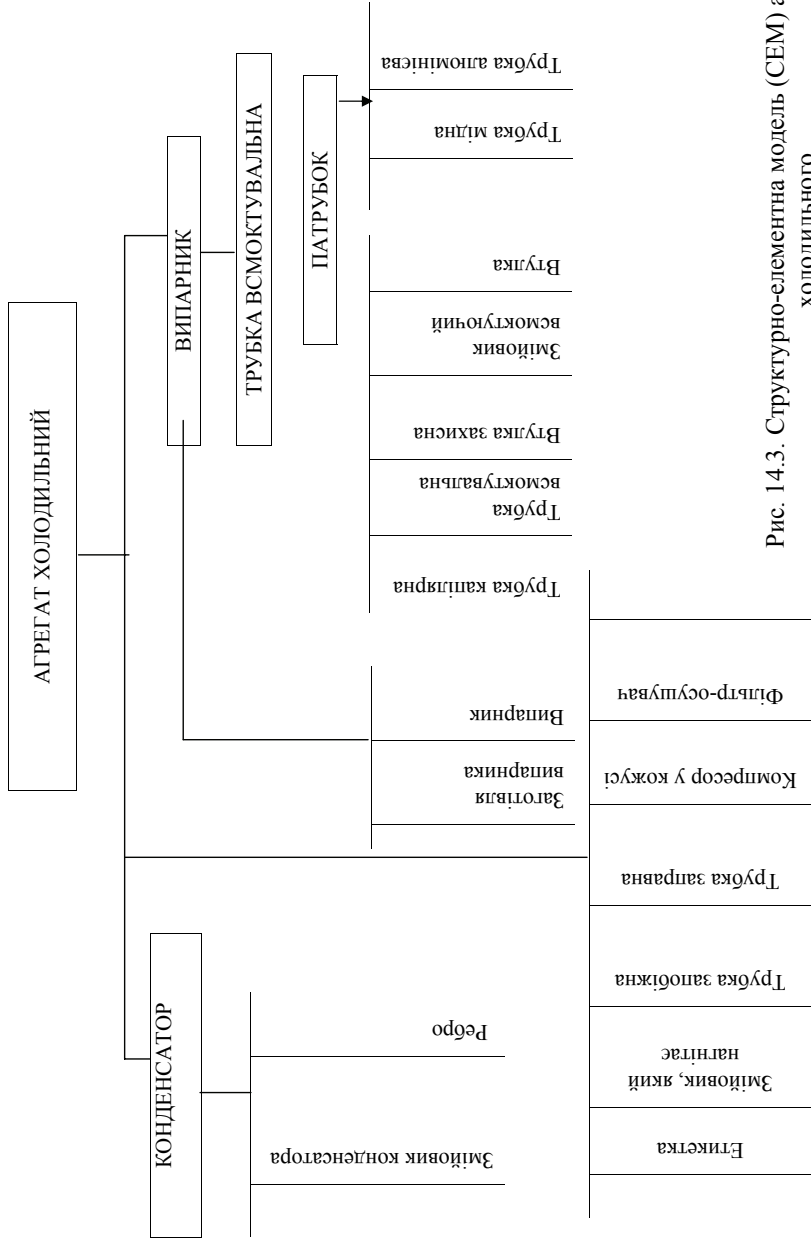 АГРЕГАТ ХОЛОДИЛЬНИЙ
КОНДЕНСАТОР
ВИПАРНИК
ТРУБКА ВСМОКТУВАЛЬНА
ПАТРУБОК
Змійовик конденсатора
Ребро
Заготівля
випарника
Випарник
Трубка капілярна
Трубка
всмоктувальна
Втулка захисна
Змійовик
всмоктуючий
Втулка
Трубка мідна
Трубка алюмінієва
Етикетка
Змійовик, який
нагнітає
Трубка запобіжна
Трубка заправна
Компресор у кожусі
Фільтр-осушувач
Рис. 14.3. Структурно-елементна модель (СЕМ) а
холодильного